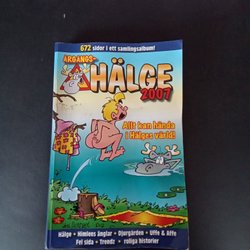 672 sidor i ett samlingsalbum!
ÅRGÅNGS-
HÄLGE
2007
Allt kan hända
i Hälges värld!
Hälge • Himlens änglar • Djurgården • Uffe & Affe
Fel sida • Trendz • roliga historier